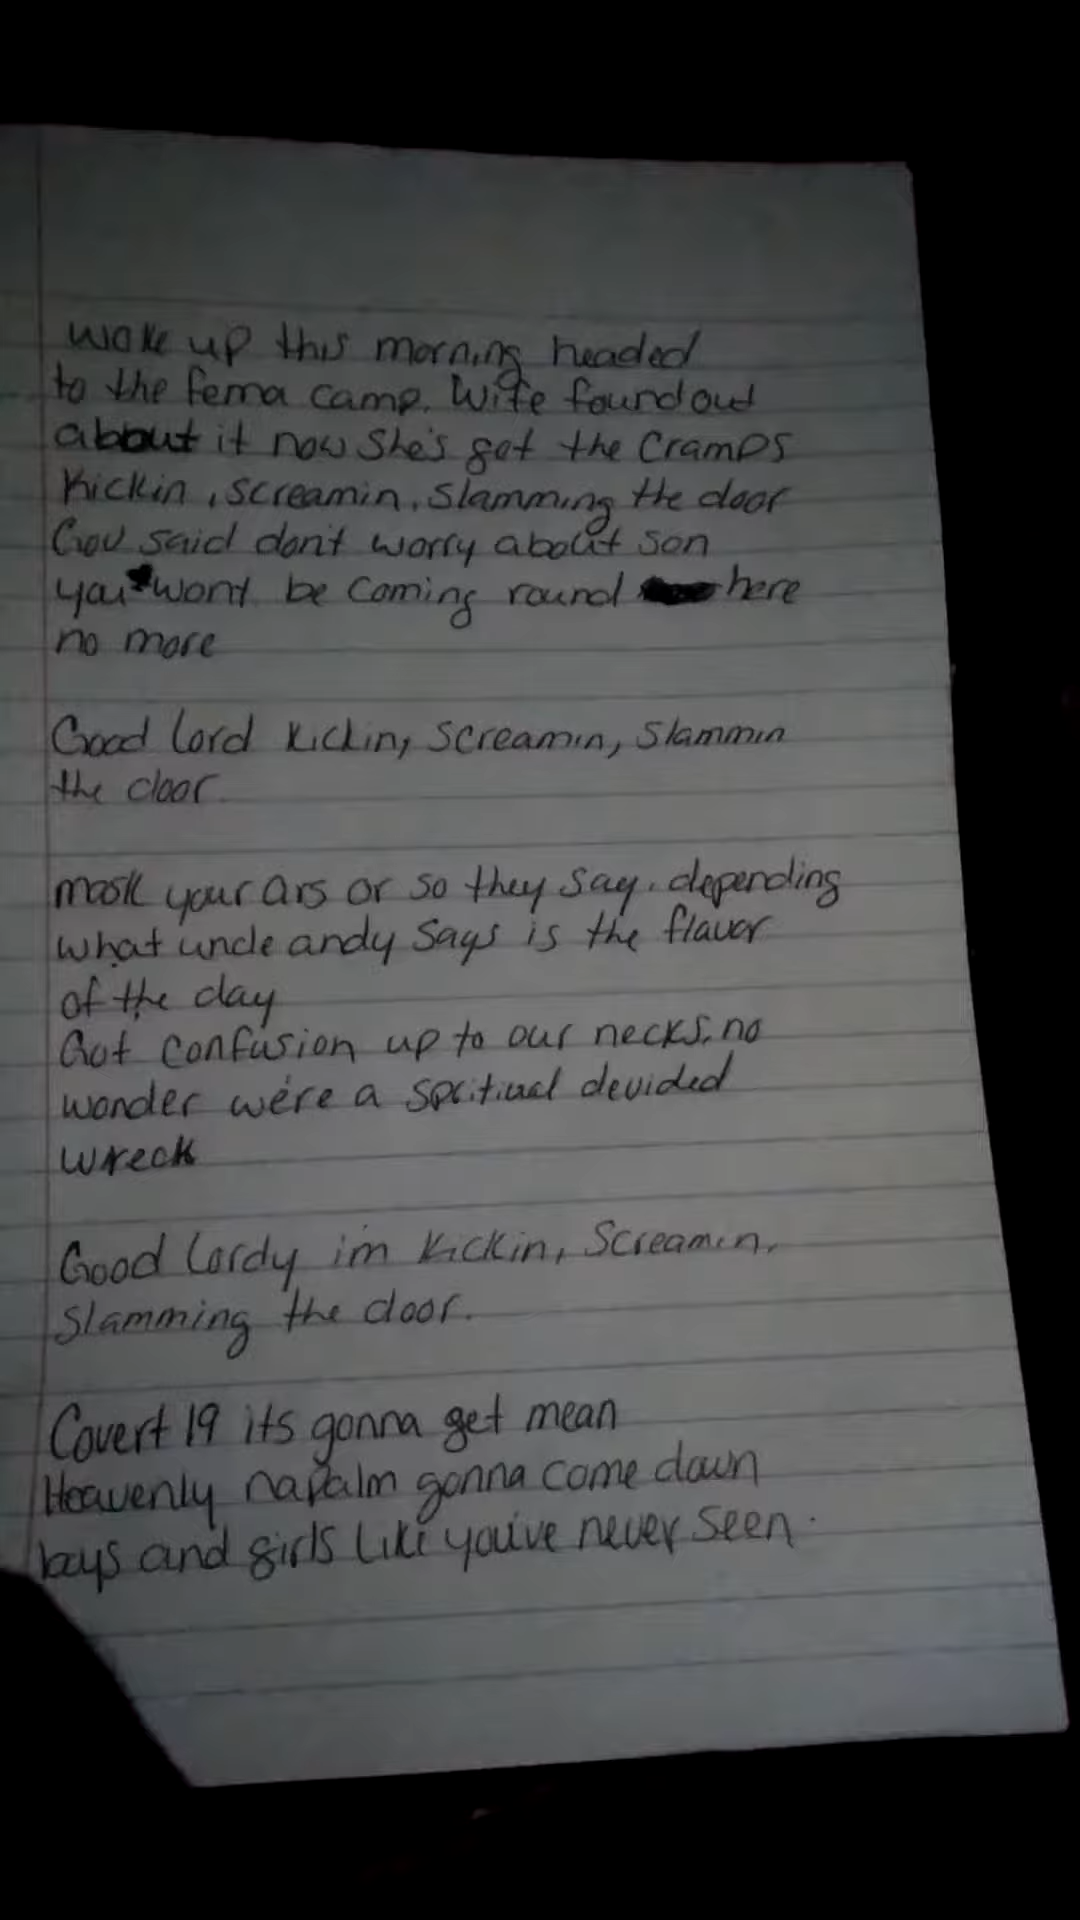 woke up this morning headed
to the fema camp. Wife found out
about it now She's got the Cramps
Kickin, screamin, slamming the door
Gov said don't worry about son
you wont be coming round here
no more
Good lord kickin, screamin, slammin
the door
mask your ars or so they say. depending
what uncle andy says is the flavor
of the day
Got confusion up to our necks, no
wonder we're a spritiual devided
wreck
Good Lordy i'm kickin, Screamin,
slamming the door.
Covert 19 its gonna get mean
Heavenly napalm gonna come down
boys and girls like you've never seen.